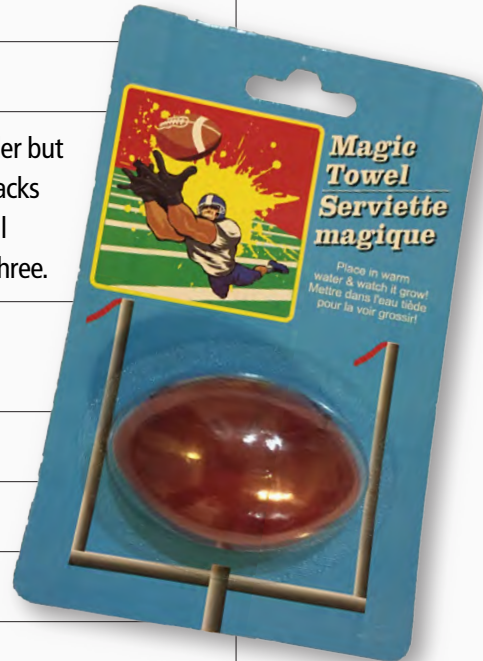 er but
acks
l
hree.
Magic
Towel
Serviette
magique
Place in warm
water & watch it grow!
Mettre dans l'eau tiède
pour la voir grossir!